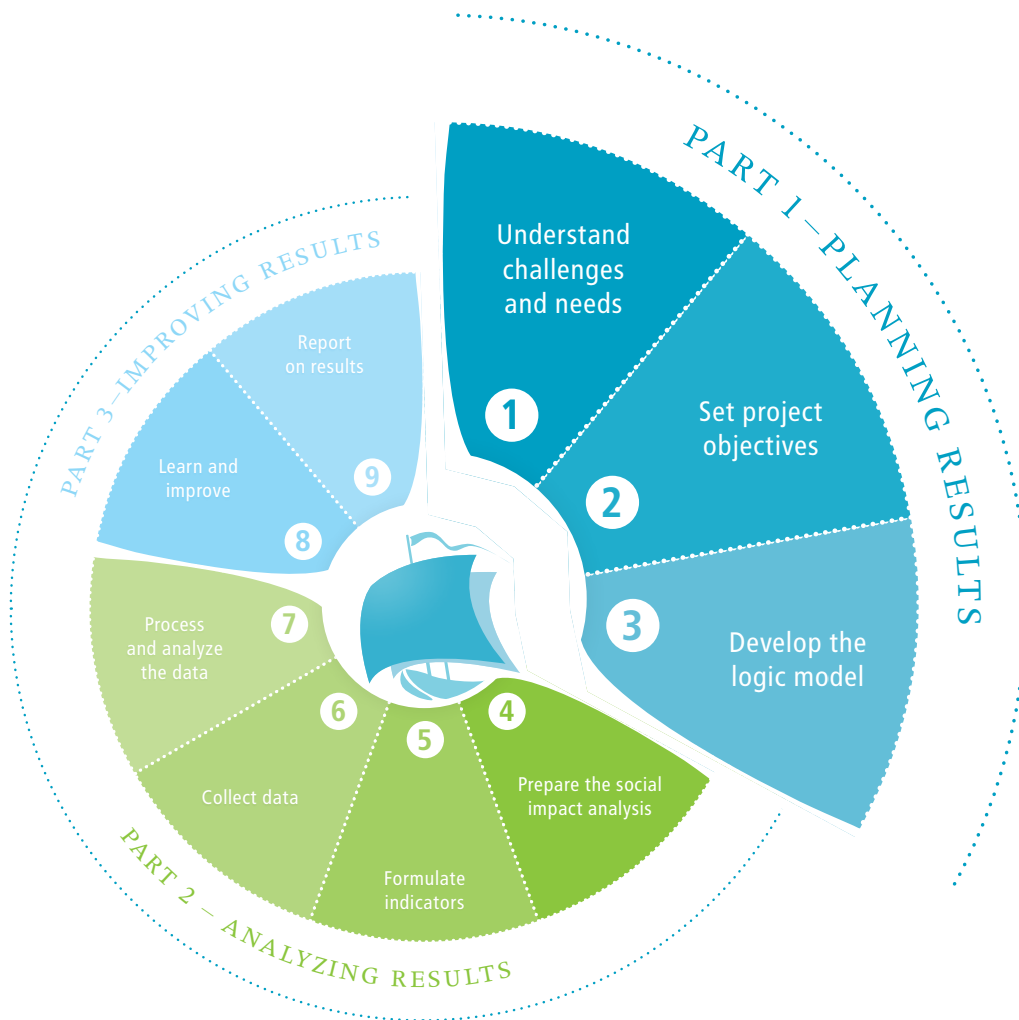 PART 1 – PLANNING RESULTS
Understand
challenges
and needs
1
Set project
objectives
2
Develop the
logic model
3
PART 2 – ANALYZING RESULTS
Prepare the social
impact analysis
4
Formulate
indicators
5
Collect data
6
Process
and analyze
the data
7
PART 3 – IMPROVING RESULTS
Learn and
improve
8
Report
on results
9